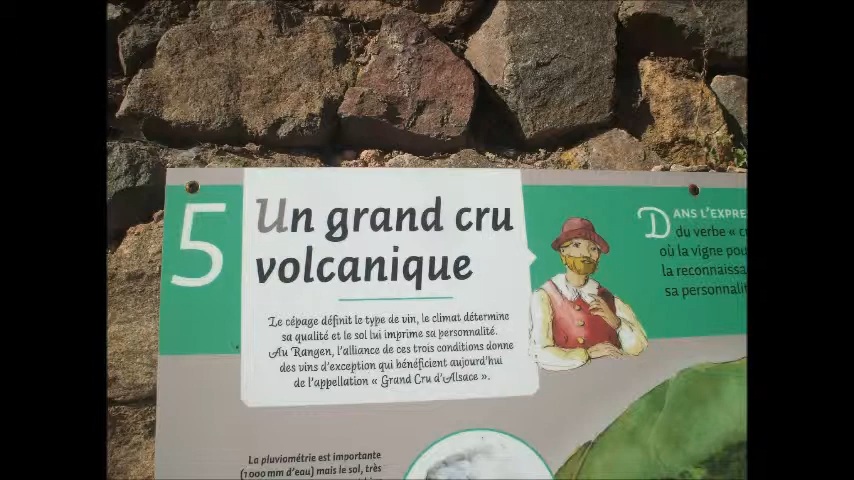 5
Un grand cru
volcanique
Le cépage définit le type de vin, le climat détermine
sa qualité et le sol lui imprime sa personnalité.
Au Rangen, l'alliance de ces trois conditions donne
des vins d'exception qui bénéficient aujourd'hui
de l'appellation « Grand Cru d'Alsace ».
DANS L'EXPRE
du verbe « c
où la vigne pou
la reconnaissa
sa personnalit
La pluviométrie est importante
(1 000 mm d'eau) mais le sol, très